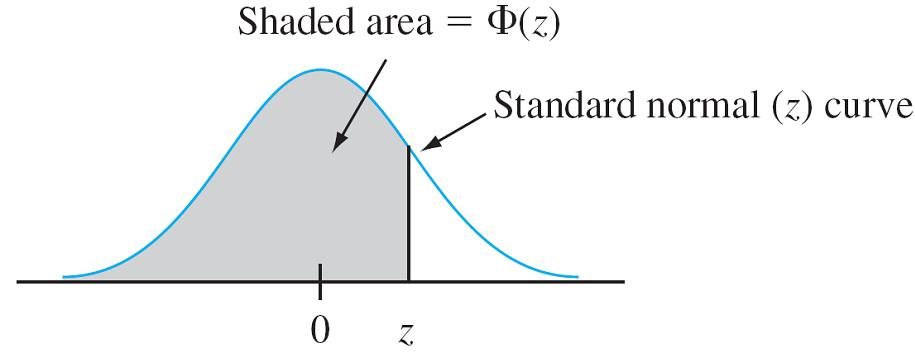 Shaded area = Φ(z)
Standard normal (z) curve
0
z